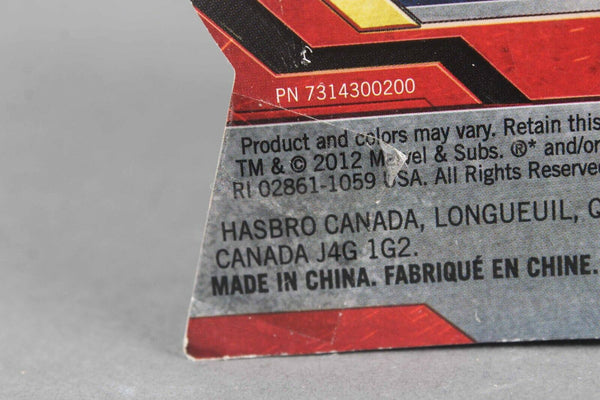 PN 7314300200
Product and colors may vary. Retain this
TM & © 2012 Marvel & Subs. ®* and/or
RI 02861-1059 USA. All Rights Reserve
HASBRO CANADA, LONGUEUIL, Q
CANADA J4G 1G2.
MADE IN CHINA. FABRIQUÉ EN CHINE.